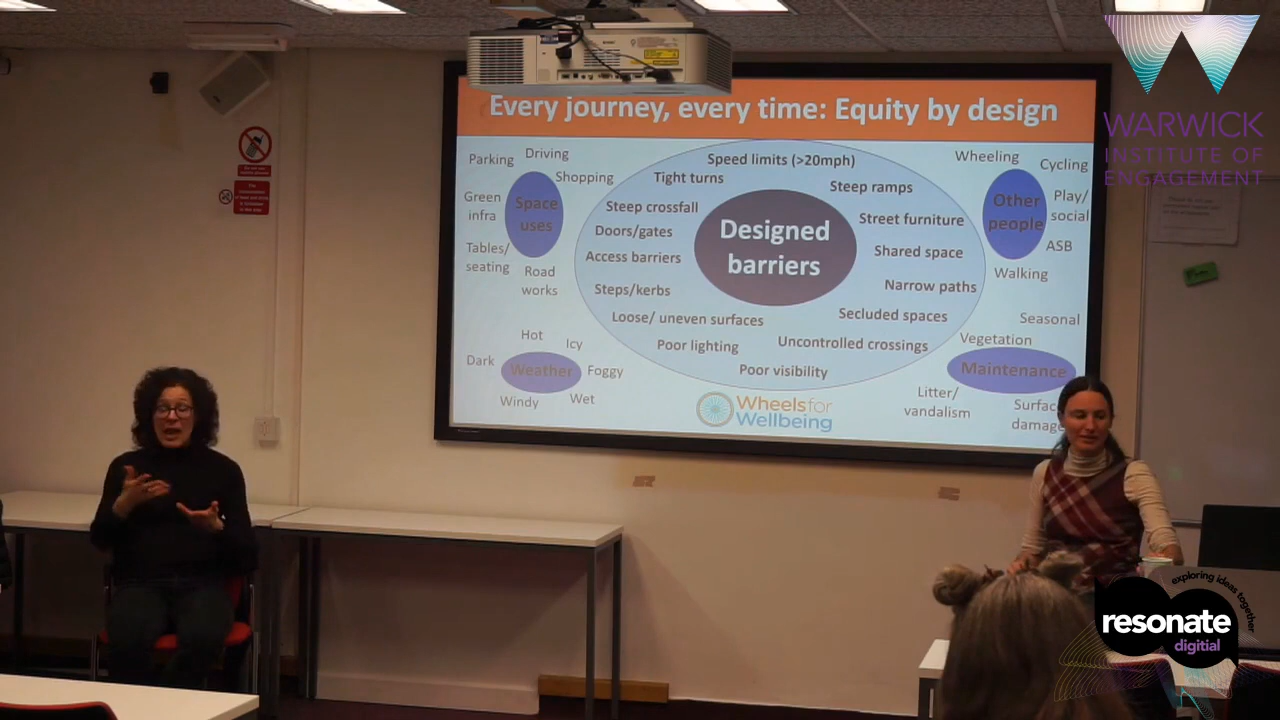 Every journey, every time: Equity by design
Parking
Driving
Shopping
Green
infra
Space
uses
Tables/
seating
Road
works
Speed limits (>20mph)
Tight turns
Steep ramps
Steep crossfall
Street furniture
Doors/gates
Designed
barriers
Access barriers
Shared space
Steps/kerbs
Narrow paths
Loose/ uneven surfaces
Secluded spaces
Poor lighting
Uncontrolled crossings
Poor visibility
Wheeling
Cycling
Other
people
Play/
social
ASB
Walking
Hot
Icy
Dark
Weather
Foggy
Windy
Wet
Seasonal
Vegetation
Maintenance
Litter/
vandalism
Surfac
damag
Wheels for
Wellbeing
WARWICK
INSTITUTE OF
ENGAGEMENT
exploring ideas together
resonate
digitial